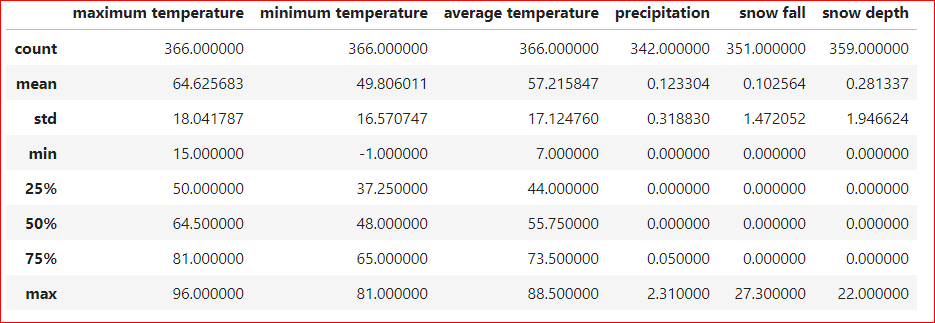 maximum temperature minimum temperature average temperature precipitation snow fall snow depth
count 366.000000 366.000000 366.000000 342.000000 351.000000 359.000000
mean 64.625683 49.806011 57.215847 0.123304 0.102564 0.281337
std 18.041787 16.570747 17.124760 0.318830 1.472052 1.946624
min 15.000000 -1.000000 7.000000 0.000000 0.000000 0.000000
25% 50.000000 37.250000 44.000000 0.000000 0.000000 0.000000
50% 64.500000 48.000000 55.750000 0.000000 0.000000 0.000000
75% 81.000000 65.000000 73.500000 0.050000 0.000000 0.000000
max 96.000000 81.000000 88.500000 2.310000 27.300000 22.000000